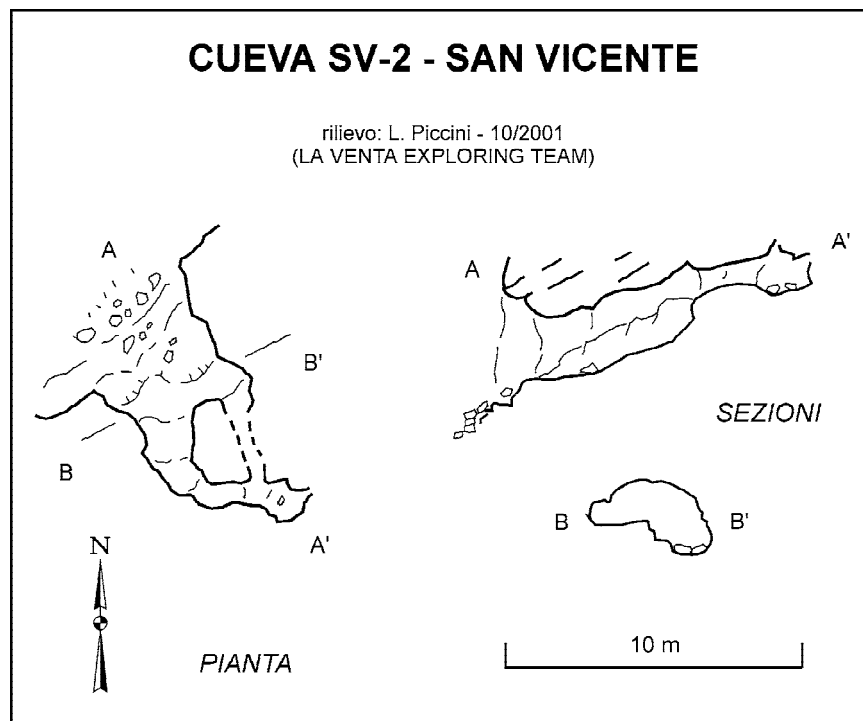 CUEVA SV-2 - SAN VICENTE
rilievo: L. Piccini - 10/2001
(LA VENTA EXPLORING TEAM)
A
B'
B
A'
N
PIANTA
A
A'
SEZIONI
B
B'
10 m